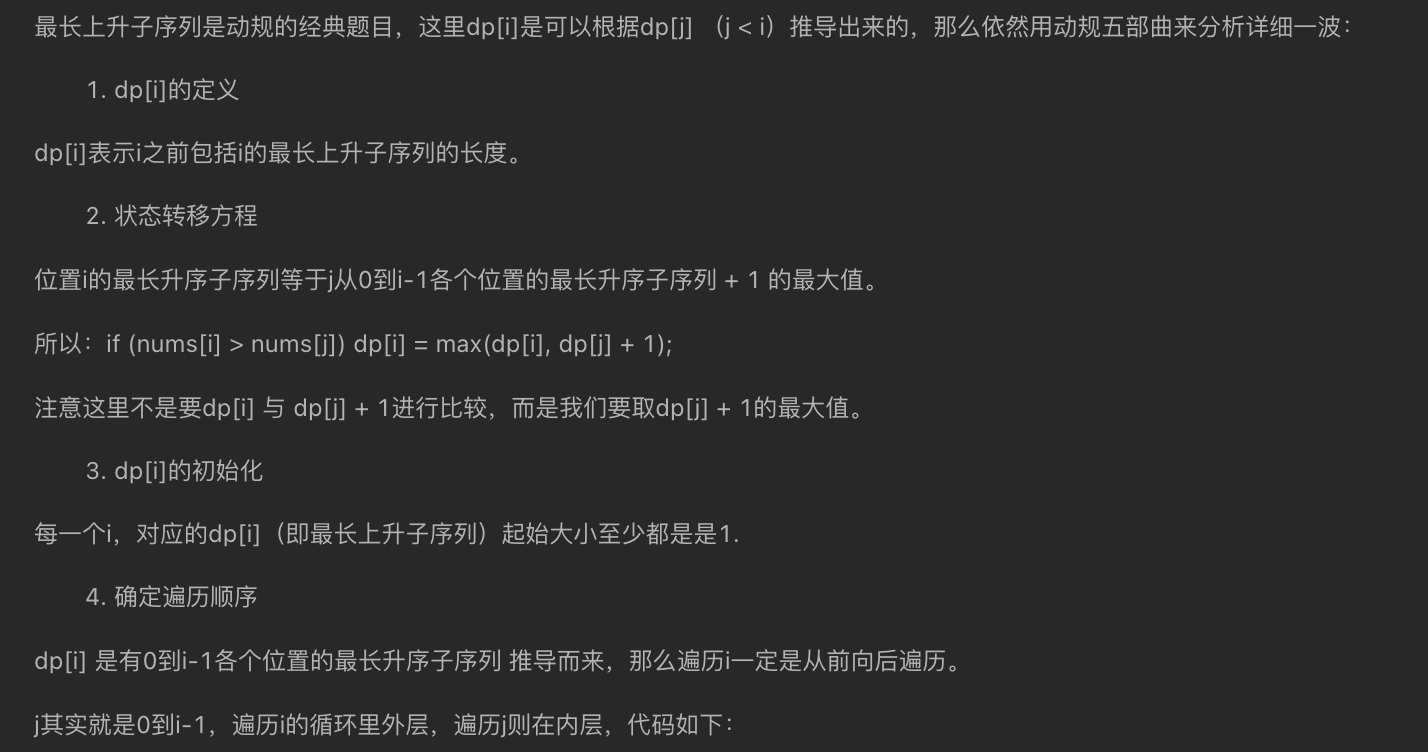 最长上升子序列是动规的经典题目，这里dp[i]是可以根据dp[j] （j < i）推导出来的，那么依然用动规五部曲来分析详细一波：
1. dp[i]的定义
dp[i]表示i之前包括i的最长上升子序列的长度。
2. 状态转移方程
位置i的最长升序子序列等于j从0到i-1各个位置的最长升序子序列 + 1 的最大值。
所以：if (nums[i] > nums[j]) dp[i] = max(dp[i], dp[j] + 1);
注意这里不是要dp[i] 与 dp[j] + 1进行比较，而是我们要取dp[j] + 1的最大值。
3. dp[i]的初始化
每一个i，对应的dp[i]（即最长上升子序列）起始大小至少都是是1.
4. 确定遍历顺序
dp[i] 是有0到i-1各个位置的最长升序子序列 推导而来，那么遍历i一定是从前向后遍历。
j其实就是0到i-1，遍历i的循环里外层，遍历j则在内层，代码如下：